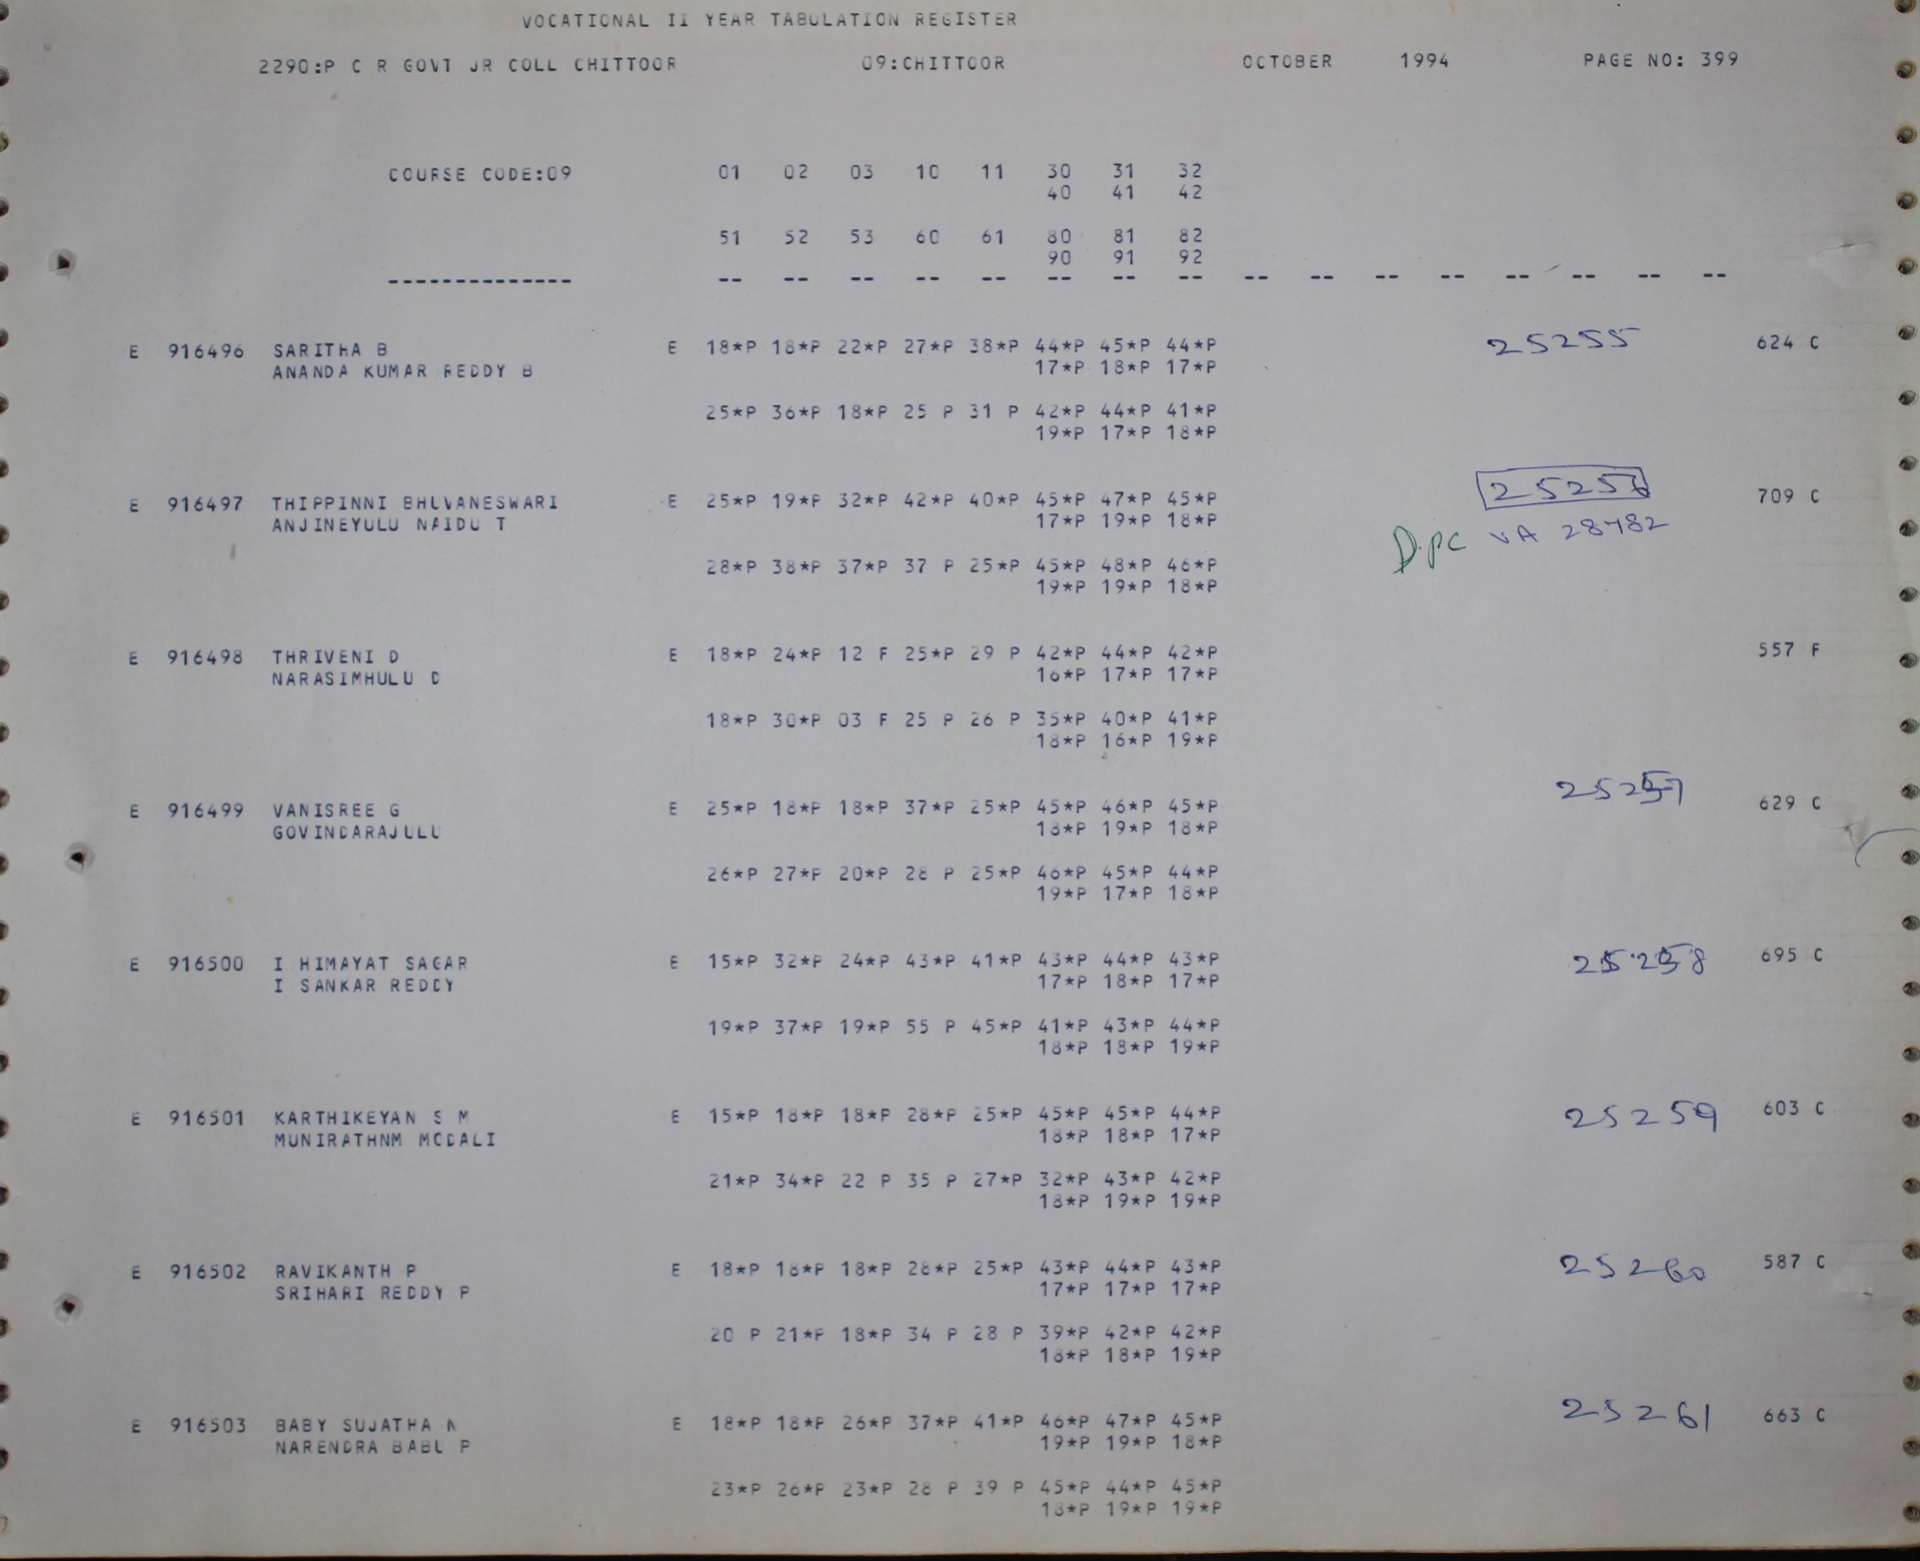 VOCATIONAL II YEAR TABULATION REGISTER
2290:P C R GOVT JR COLL CHITTOOR 09:CHITTOOR OCTOBER 1994 PAGE NO: 399
COURSE CODE:09 01 02 03 10 11 30 31 32
40 41 42
51 52 53 60 61 80 81 82
90 91 92
-------------- -- -- -- -- -- -- -- -- -- -- -- -- -- -- -- --
E 916496 SARITHA B E 18*P 18*P 22*P 27*P 38*P 44*P 45*P 44*P 25255 624 C
ANANDA KUMAR REDDY B 17*P 18*P 17*P
25*P 36*P 18*P 25 P 31 P 42*P 44*P 41*P
19*P 17*P 18*P
E 916497 THIPPINNI BHUVANESWARI E 25*P 19*P 32*P 42*P 40*P 45*P 47*P 45*P 25256 709 C
ANJINEYULU NAIDU T 17*P 19*P 18*P
D.pc VA 28782
28*P 38*P 37*P 37 P 25*P 45*P 48*P 46*P
19*P 19*P 18*P
E 916498 THRIVENI D E 18*P 24*P 12 F 25*P 29 P 42*P 44*P 42*P 557 F
NARASIMHULU D 16*P 17*P 17*P
18*P 30*P 03 F 25 P 26 P 35*P 40*P 41*P
18*P 16*P 19*P
E 916499 VANISREE G E 25*P 18*P 18*P 37*P 25*P 45*P 46*P 45*P 25257 629 C
GOVINDARAJULU 18*P 19*P 18*P
26*P 27*P 20*P 28 P 25*P 46*P 45*P 44*P
19*P 17*P 18*P
E 916500 I HIMAYAT SAGAR E 15*P 32*P 24*P 43*P 41*P 43*P 44*P 43*P 25258 695 C
I SANKAR REDDY 17*P 18*P 17*P
19*P 37*P 19*P 55 P 45*P 41*P 43*P 44*P
18*P 18*P 19*P
E 916501 KARTHIKEYAN S M E 15*P 18*P 18*P 28*P 25*P 45*P 45*P 44*P 25259 603 C
MUNIRATHNM MODALI 18*P 18*P 17*P
21*P 34*P 22 P 35 P 27*P 32*P 43*P 42*P
18*P 19*P 19*P
E 916502 RAVIKANTH P E 18*P 18*P 18*P 28*P 25*P 43*P 44*P 43*P 25260 587 C
SRIHARI REDDY P 17*P 17*P 17*P
20 P 21*P 18*P 34 P 28 P 39*P 42*P 42*P
18*P 18*P 19*P
E 916503 BABY SUJATHA N E 18*P 18*P 26*P 37*P 41*P 46*P 47*P 45*P 25261 663 C
NARENDRA BABU P 19*P 19*P 18*P
23*P 26*P 23*P 28 P 39 P 45*P 44*P 45*P
18*P 19*P 19*P